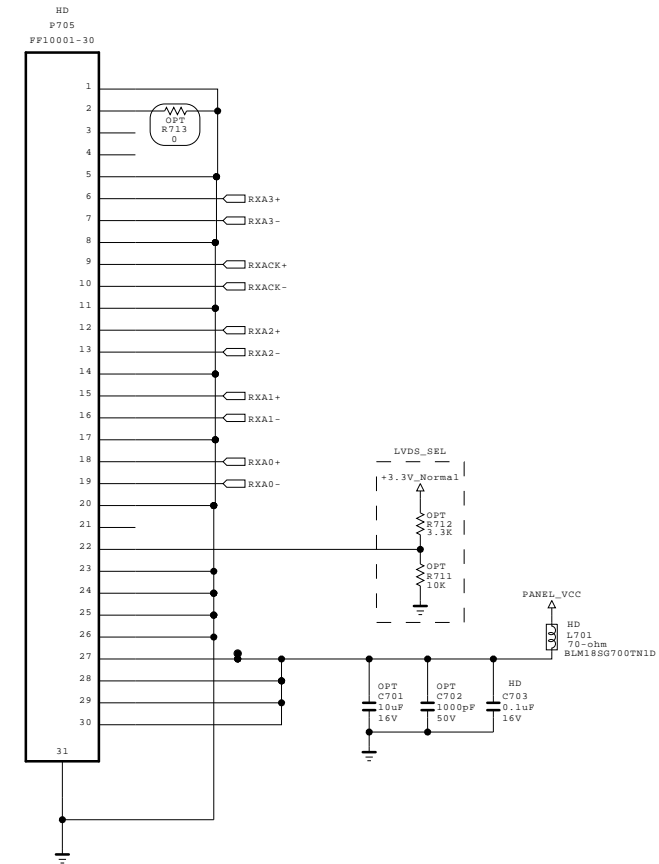 HD
P705
FF10001-30
1
2
OPT
R713
0
3
4
5
6
RXA3+
7
RXA3-
8
9
RXACK+
10
RXACK-
11
12
RXA2+
13
RXA2-
14
15
RXA1+
16
RXA1-
17
18
RXA0+
19
RXA0-
20
21
22
23
24
25
26
27
28
29
30
31
LVDS_SEL
+3.3V_Normal
OPT
R712
3.3K
OPT
R711
10K
PANEL_VCC
HD
L701
70-ohm
BLM18SG700TN1D
OPT
C701
10uF
16V
OPT
C702
1000pF
50V
HD
C703
0.1uF
16V